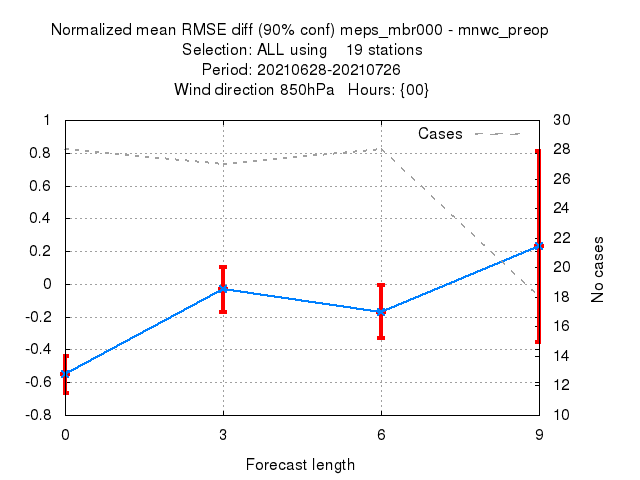 Normalized mean RMSE diff (90% conf) meps_mbr000 - mnwc_preop
Selection: ALL using    19 stations
Period: 20210628-20210726
Wind direction 850hPa   Hours: {00}
Cases
1
0.8
0.6
0.4
0.2
0
-0.2
-0.4
-0.6
-0.8
30
28
26
24
22
20
18
16
14
12
10
No cases
0 3 6 9
Forecast length